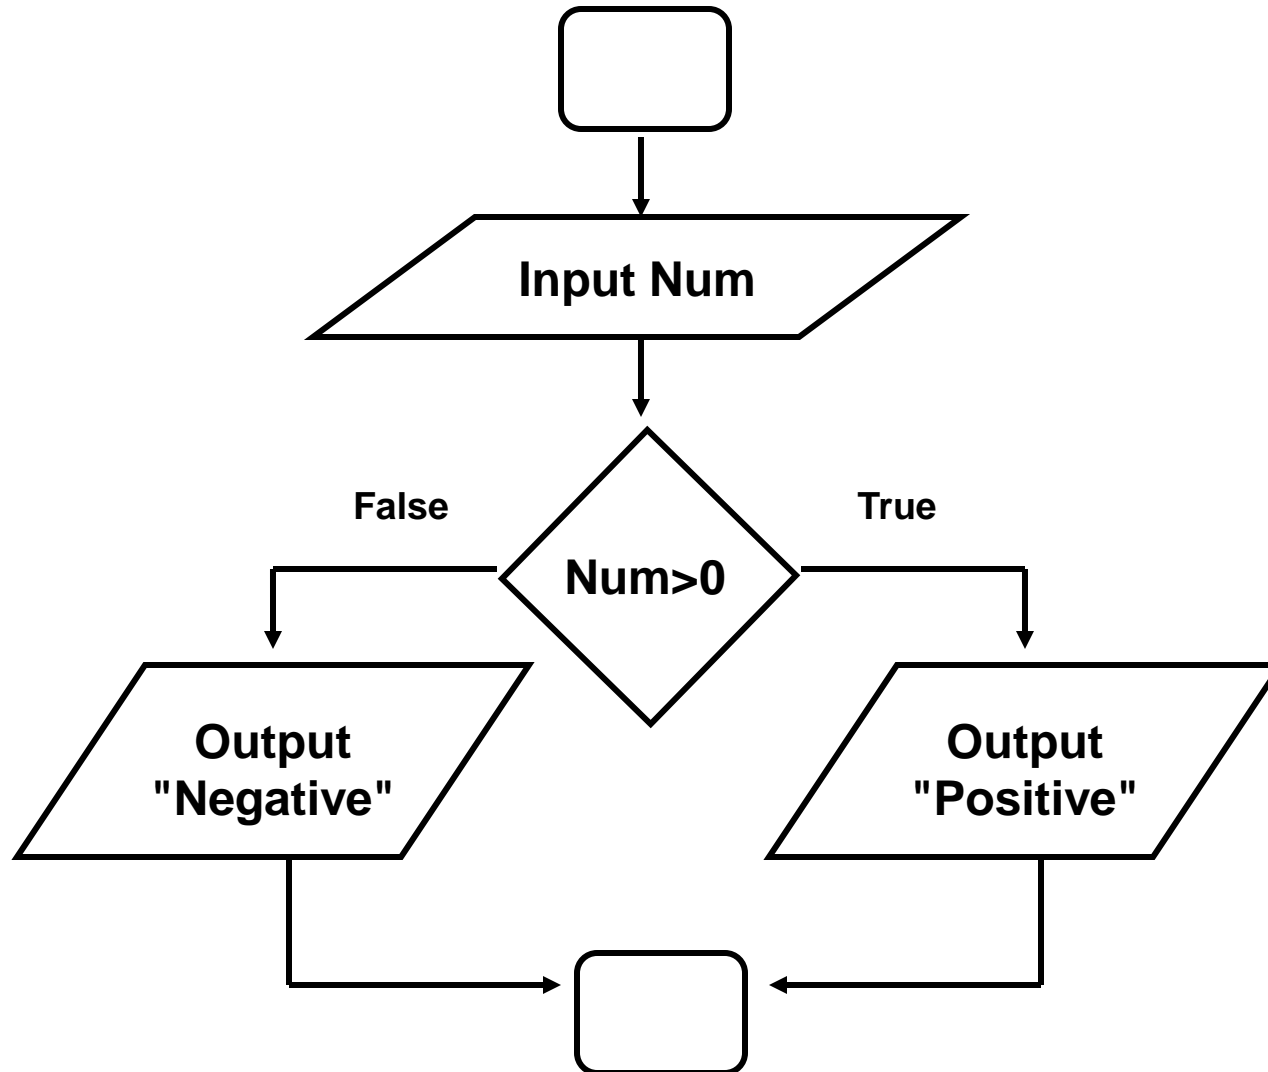 Input Num
False
True
Num>0
Output
"Negative"
Output
"Positive"